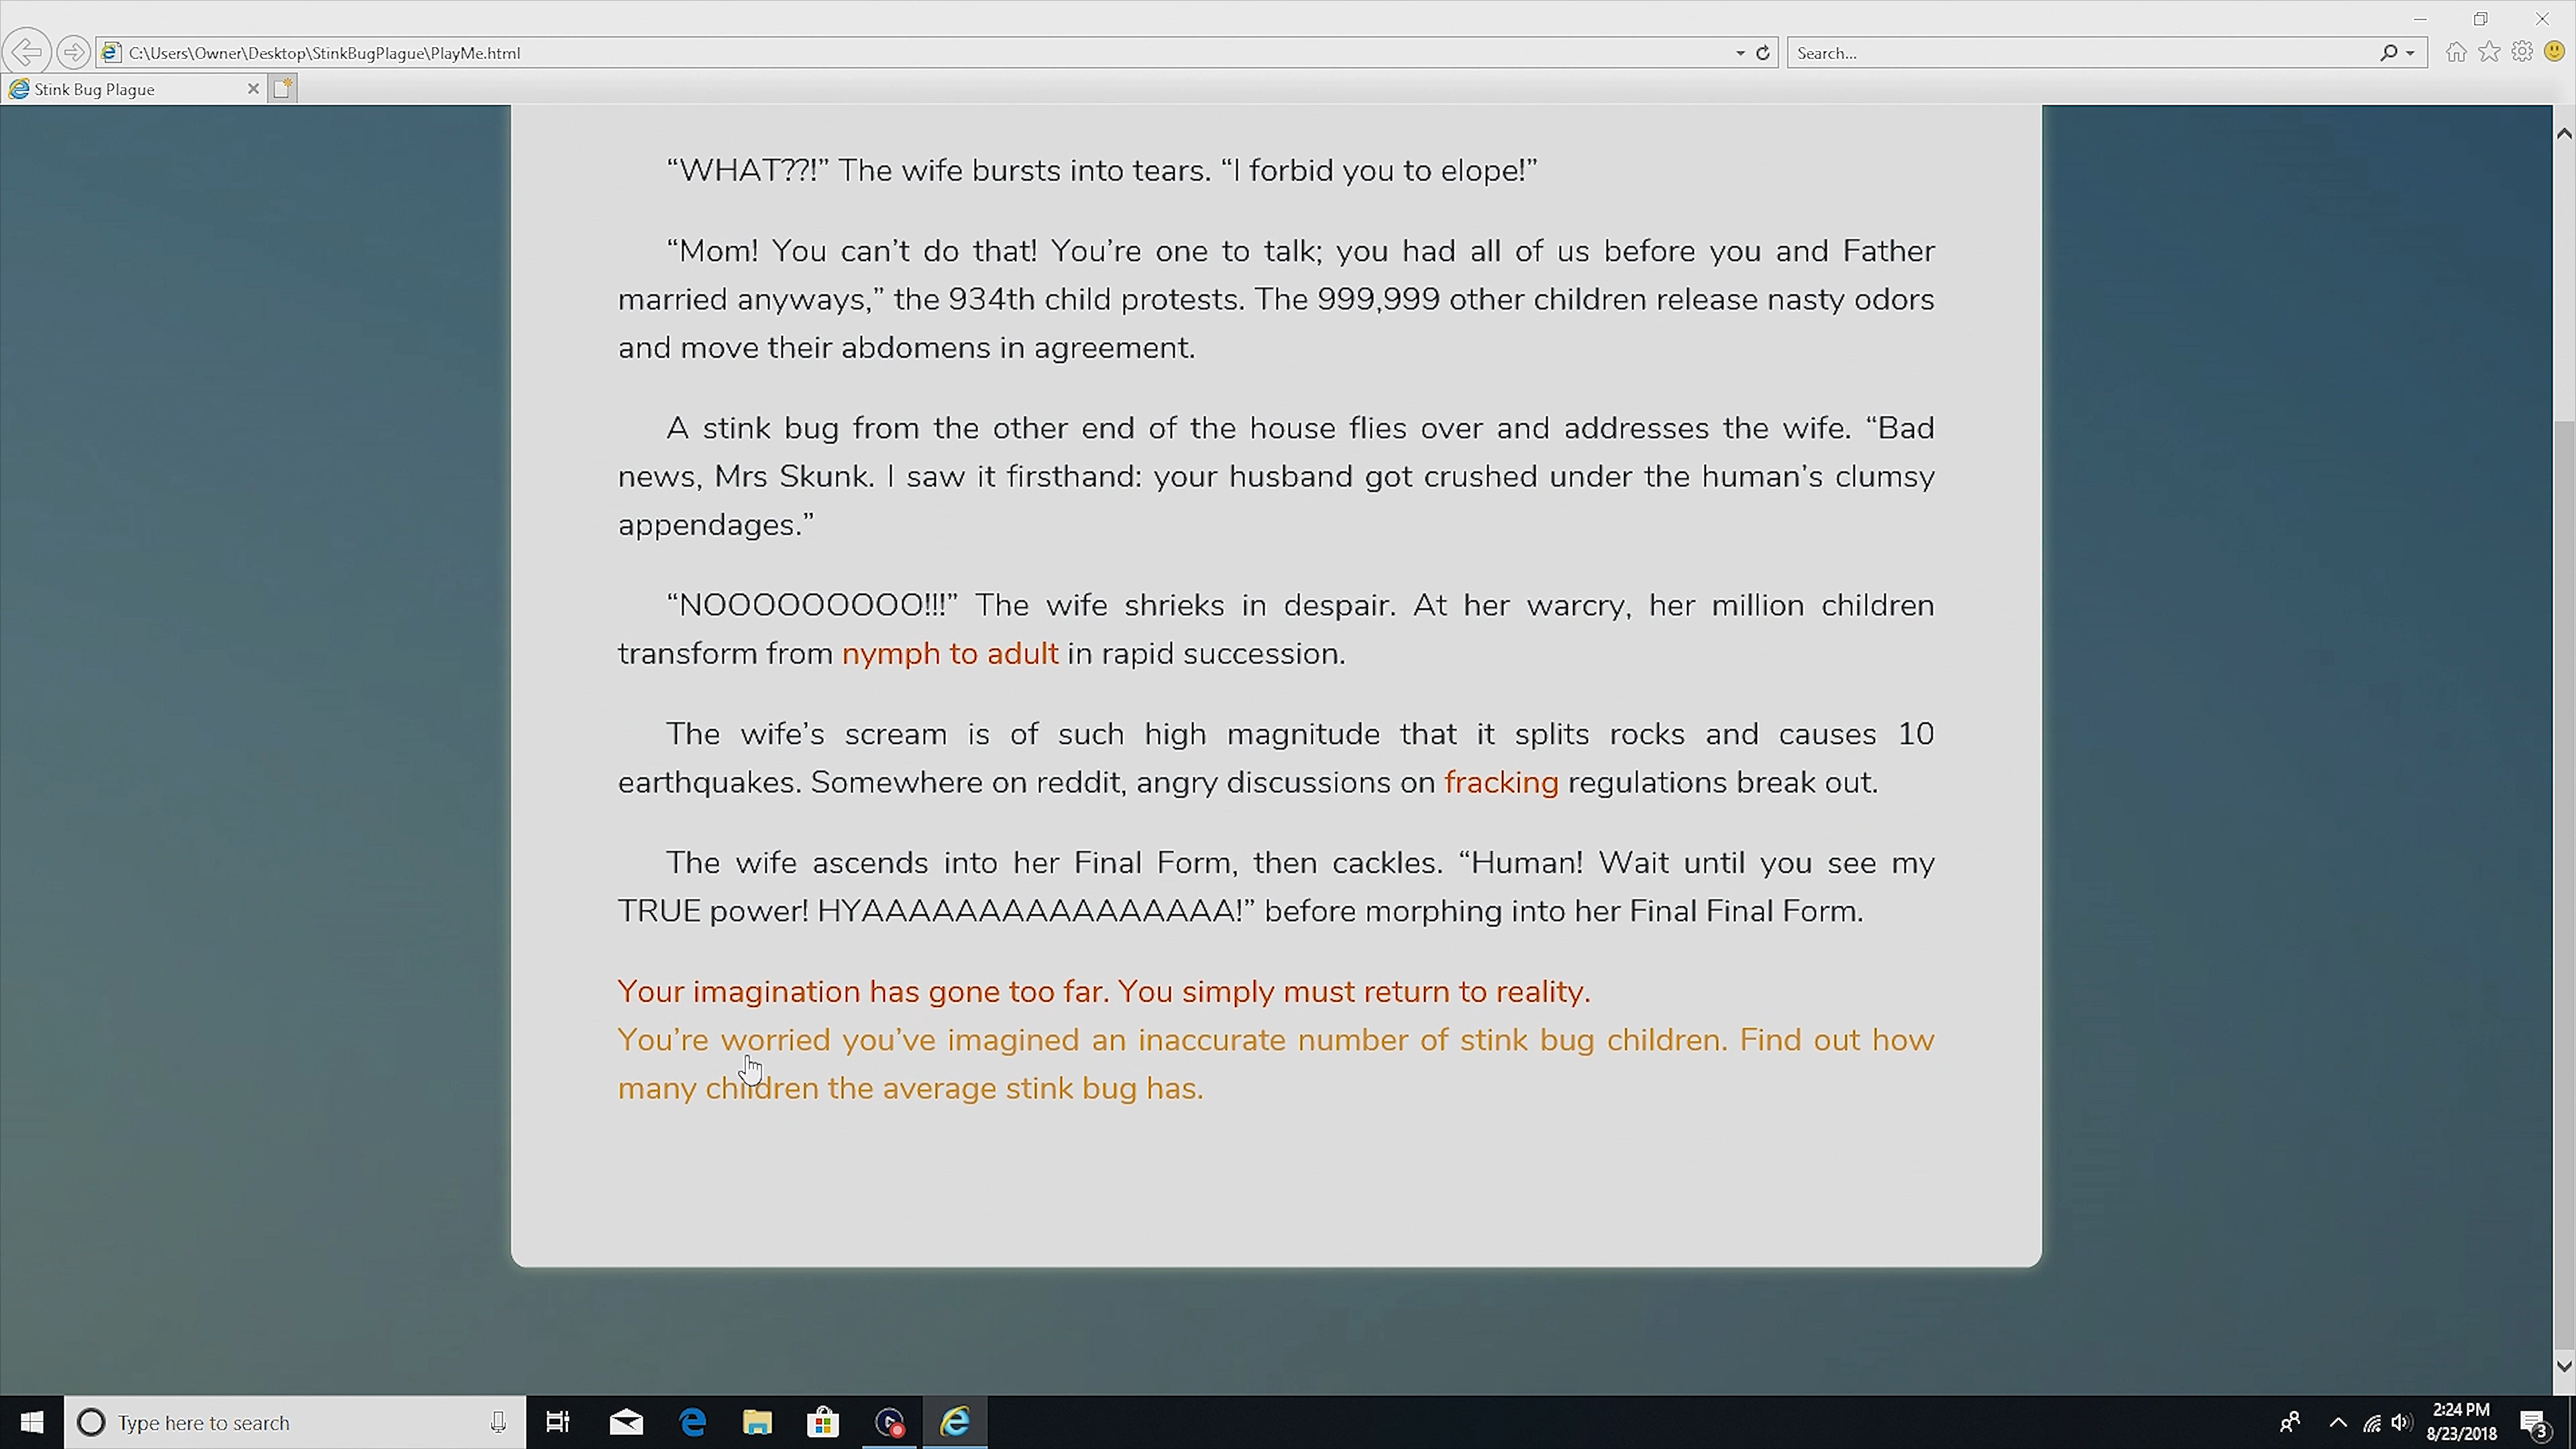 C:\Users\Owner\Desktop\StinkBugPlague\PlayMe.html
Search...
Stink Bug Plague
“WHAT??!” The wife bursts into tears. “I forbid you to elope!”
“Mom! You can’t do that! You’re one to talk; you had all of us before you and Father
married anyways,” the 934th child protests. The 999,999 other children release nasty odors
and move their abdomens in agreement.
A stink bug from the other end of the house flies over and addresses the wife. “Bad
news, Mrs Skunk. I saw it firsthand: your husband got crushed under the human’s clumsy
appendages.”
“NOOOOOOOOO!!!” The wife shrieks in despair. At her warcry, her million children
transform from nymph to adult in rapid succession.
The wife’s scream is of such high magnitude that it splits rocks and causes 10
earthquakes. Somewhere on reddit, angry discussions on fracking regulations break out.
The wife ascends into her Final Form, then cackles. “Human! Wait until you see my
TRUE power! HYAAAAAAAAAAAAAAAA!” before morphing into her Final Final Form.
Your imagination has gone too far. You simply must return to reality.
You’re worried you’ve imagined an inaccurate number of stink bug children. Find out how
many children the average stink bug has.
Type here to search
2:24 PM
8/23/2018
3